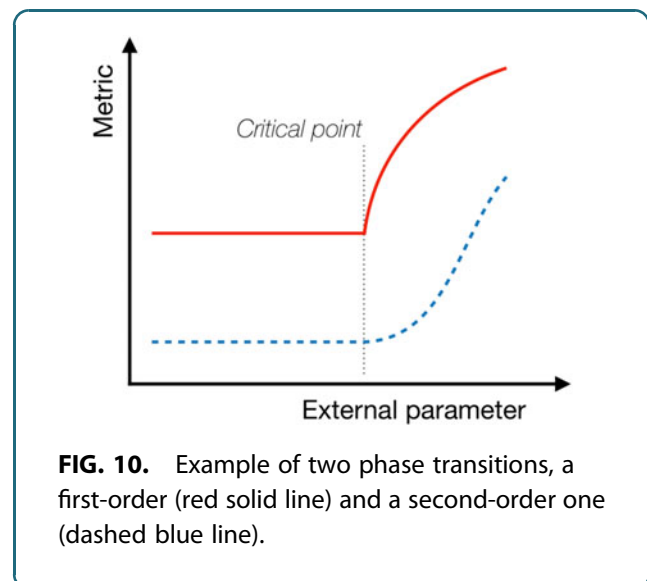 Metric
Critical point
External parameter
FIG. 10. Example of two phase transitions, a
first-order (red solid line) and a second-order one
(dashed blue line).